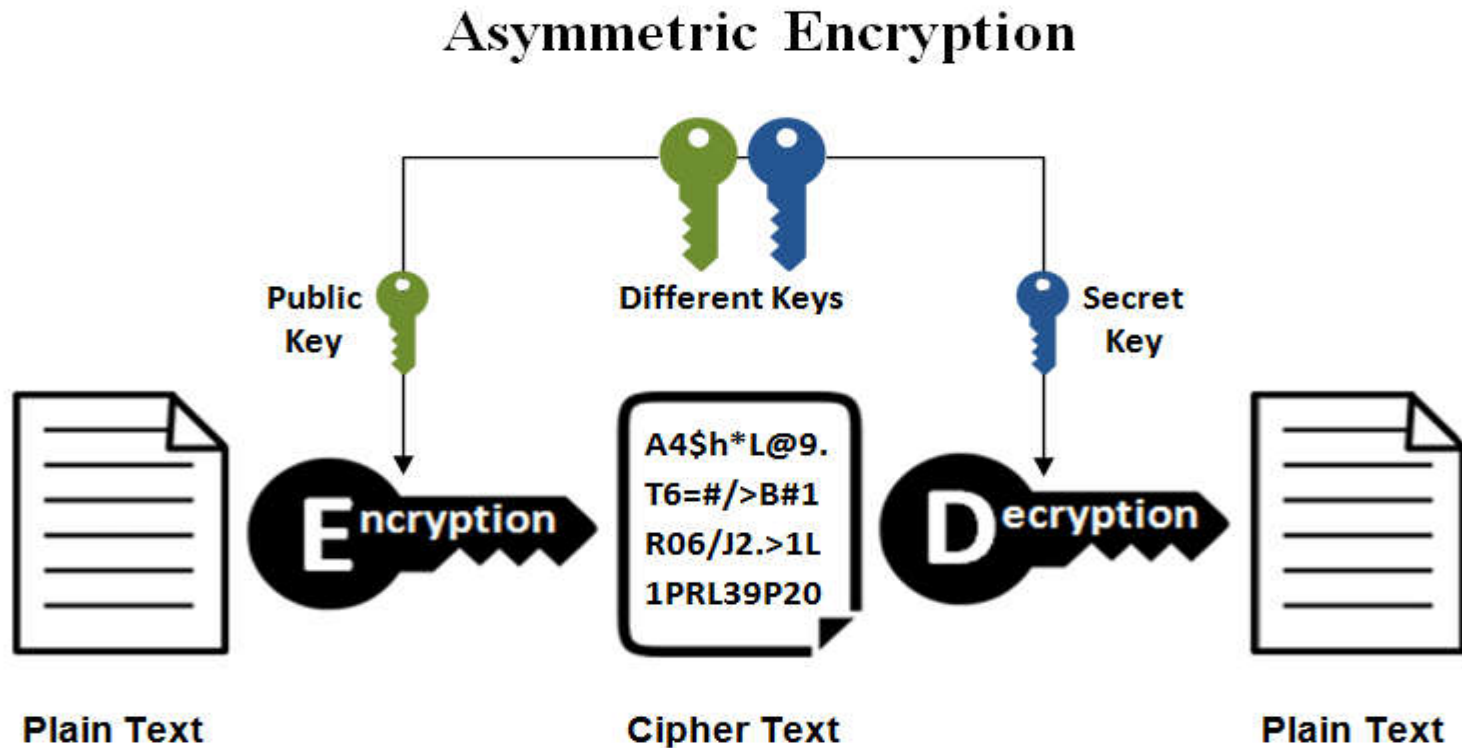 Asymmetric Encryption
Public
Key
Different Keys
Secret
Key
A4$h*L@9.
T6=#/>B#1
R06/J2.>1L
1PRL39P20
Encryption
Decryption
Plain Text
Cipher Text
Plain Text